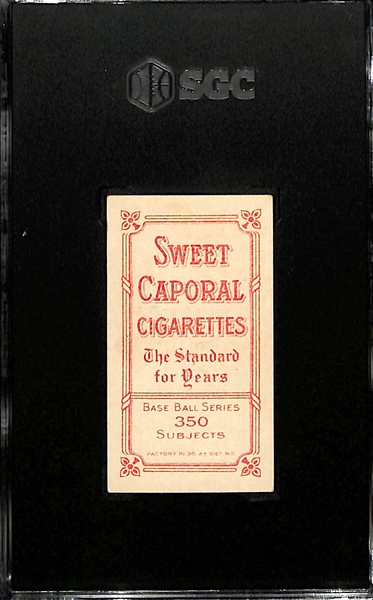 SGC
SWEET
CAPORAL
CIGARETTES
The Standard
for Years
BASE BALL SERIES
350
SUBJECTS
FACTORY Nº 30, 2ᴰ DIST. N.Y.